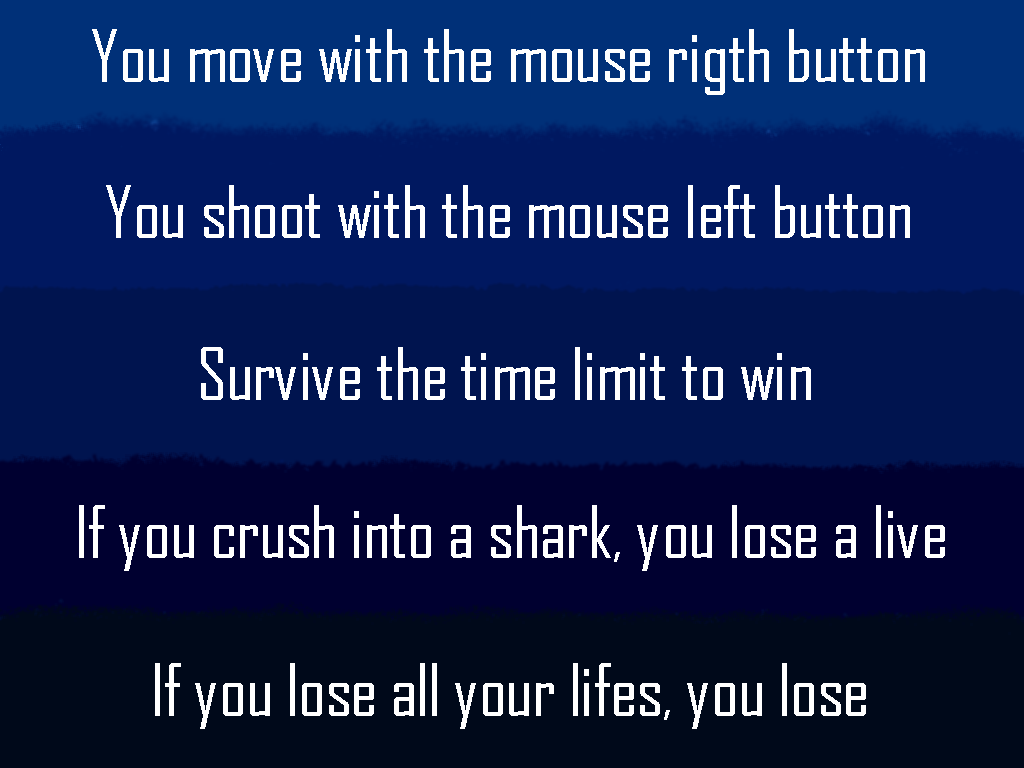 You move with the mouse rigth button
You shoot with the mouse left button
Survive the time limit to win
If you crush into a shark, you lose a live
If you lose all your lifes, you lose